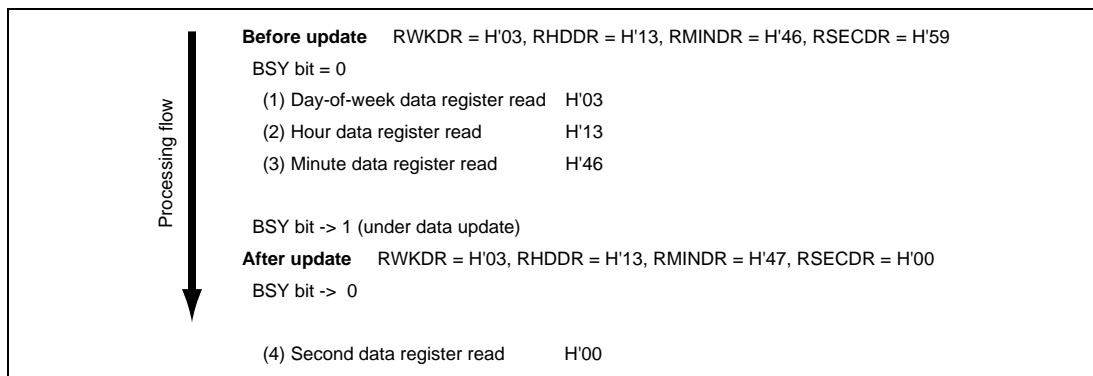 Before update RWKDR = H'03, RHDDR = H'13, RMINDR = H'46, RSECDR = H'59
BSY bit = 0
(1) Day-of-week data register read H'03
(2) Hour data register read H'13
(3) Minute data register read H'46
Processing flow
BSY bit -> 1 (under data update)
After update RWKDR = H'03, RHDDR = H'13, RMINDR = H'47, RSECDR = H'00
BSY bit -> 0
(4) Second data register read H'00